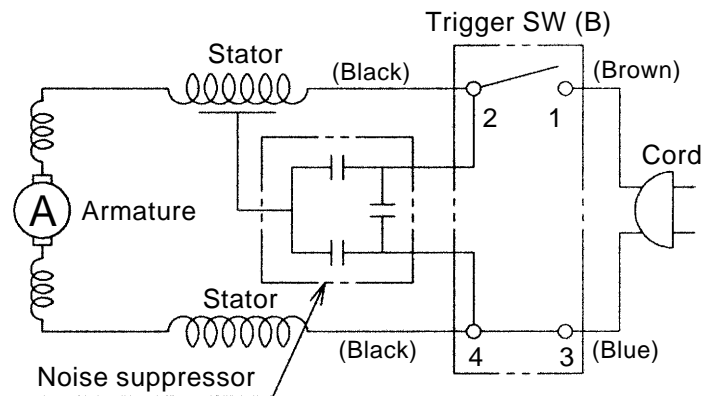 Trigger SW (B)
Stator
(Black)
(Brown)
2
1
Cord
A
Armature
Stator
(Black)
4
3
(Blue)
Noise suppressor